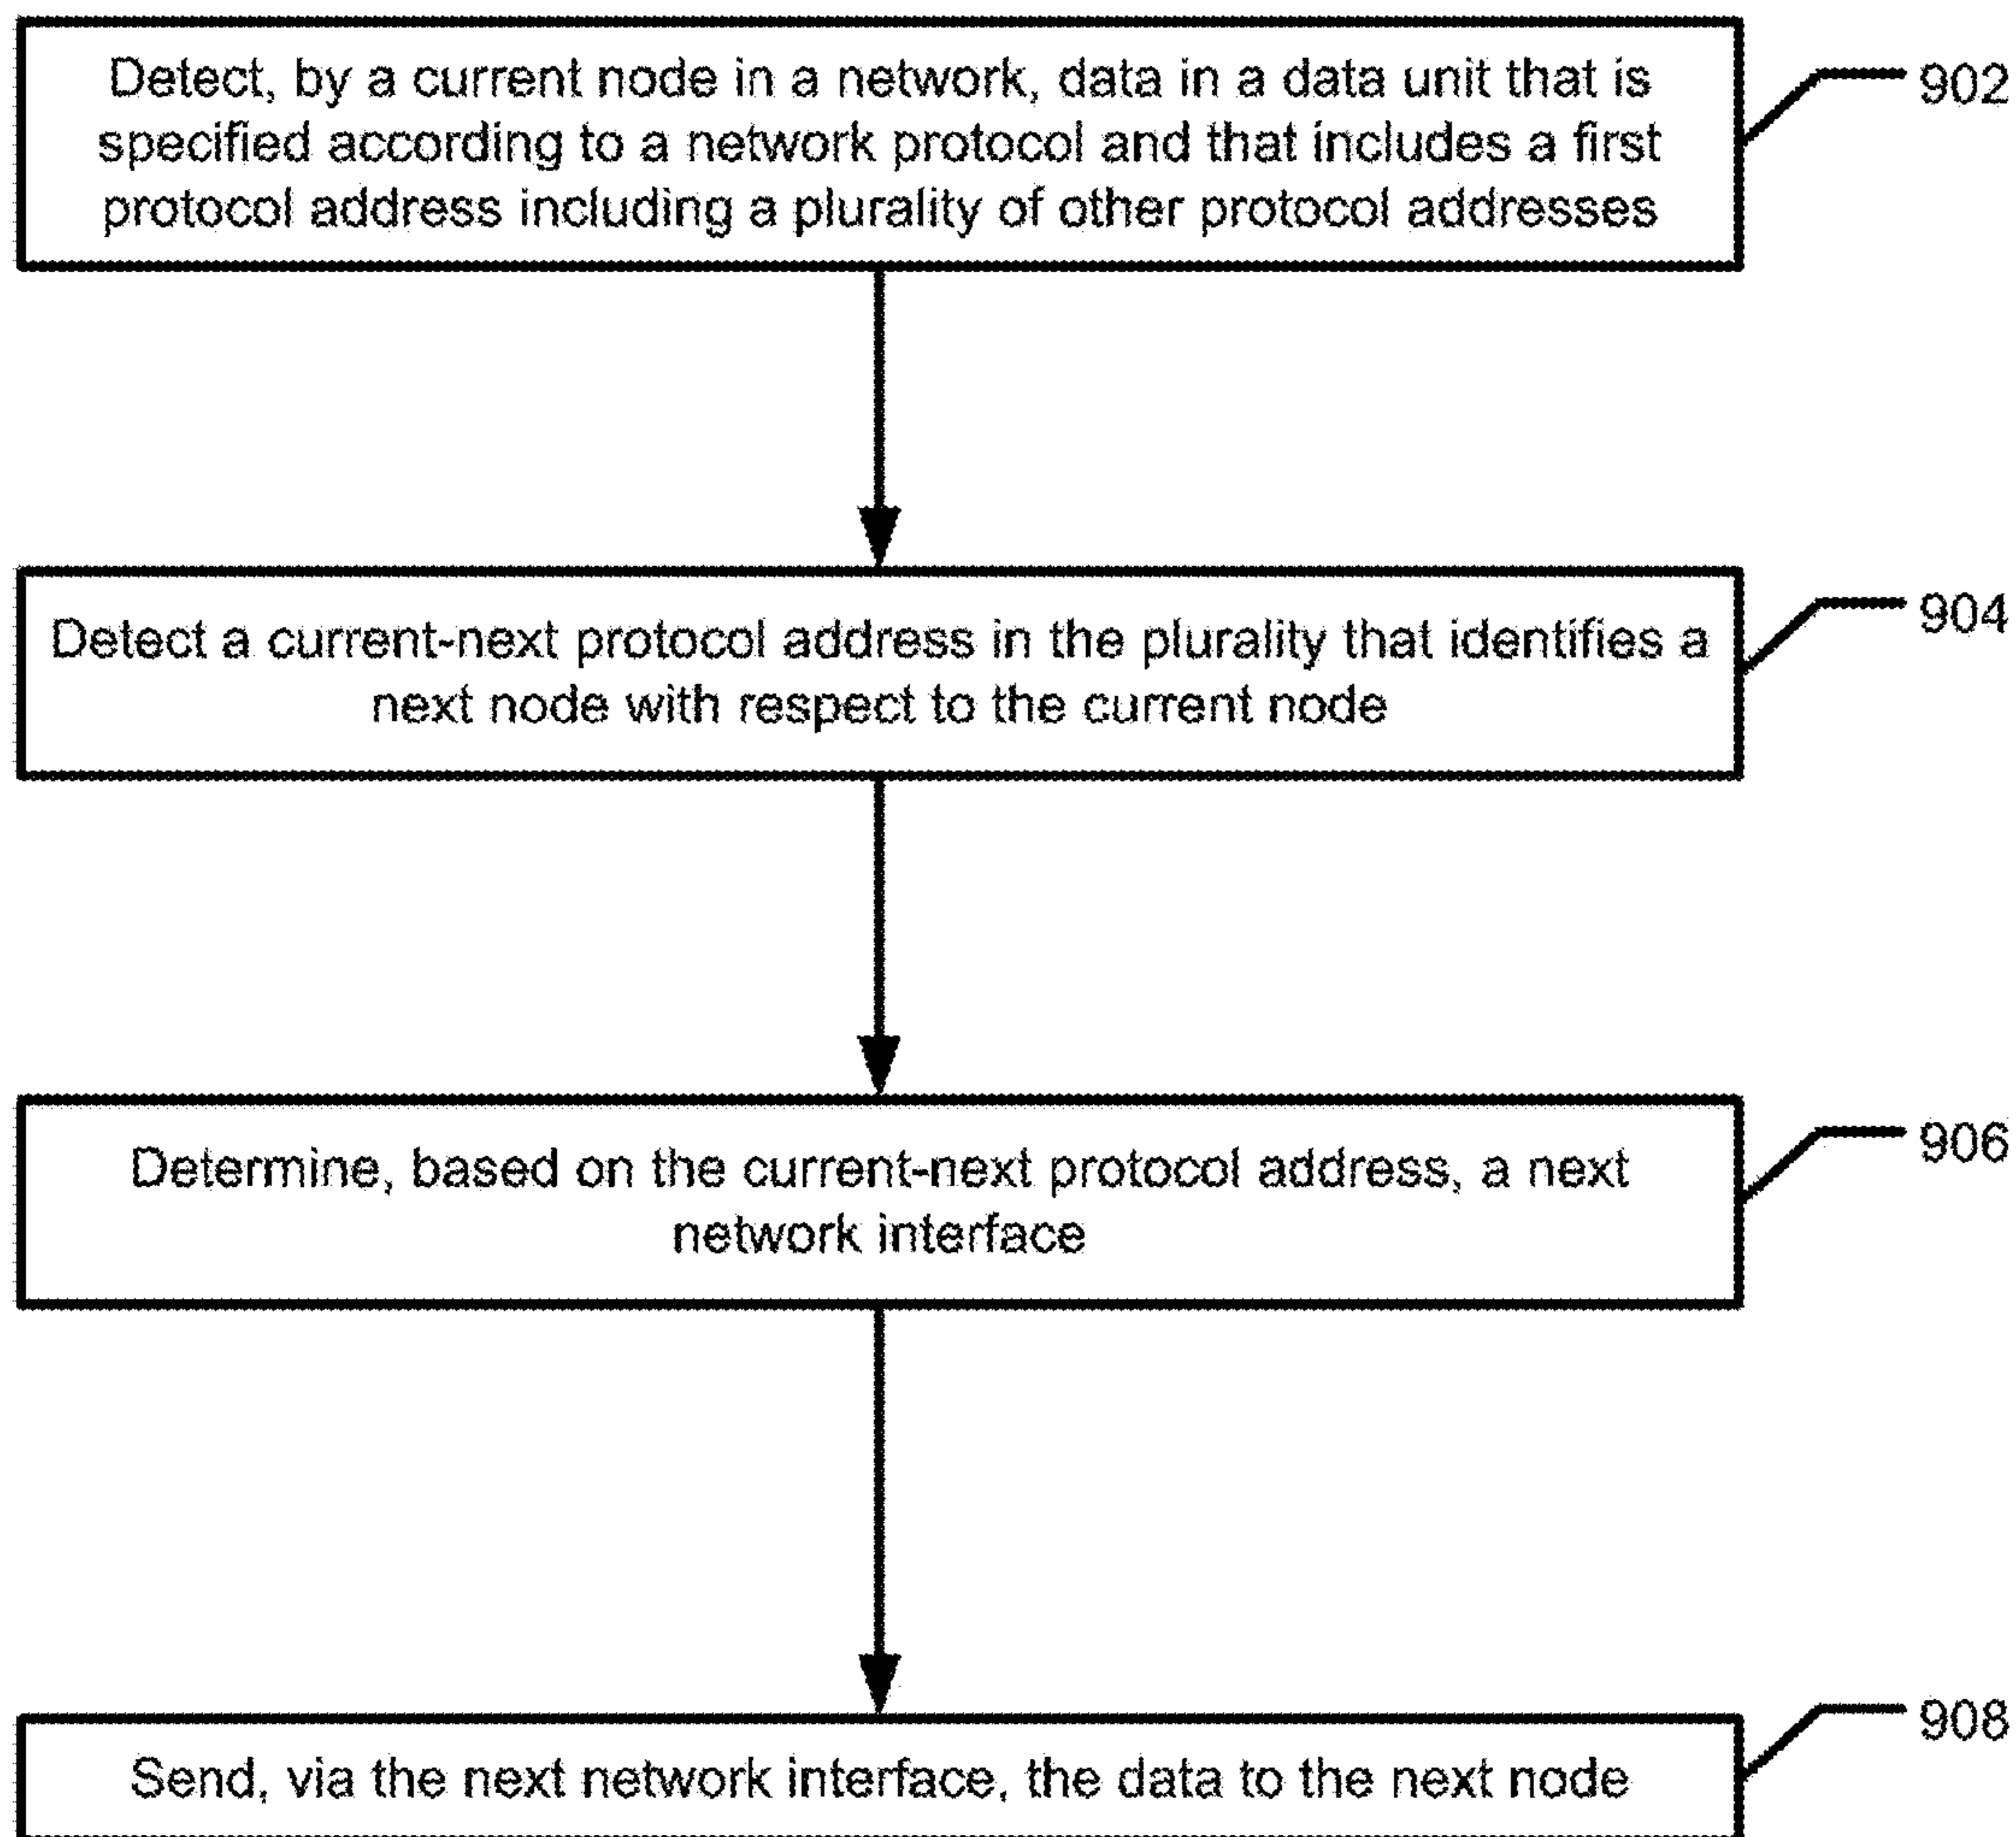 Detect, by a current node in a network, data in a data unit that is
specified according to a network protocol and that includes a first
protocol address including a plurality of other protocol addresses
902
Detect a current-next protocol address in the plurality that identifies a
next node with respect to the current node
904
Determine, based on the current-next protocol address, a next
network interface
906
Send, via the next network interface, the data to the next node
908